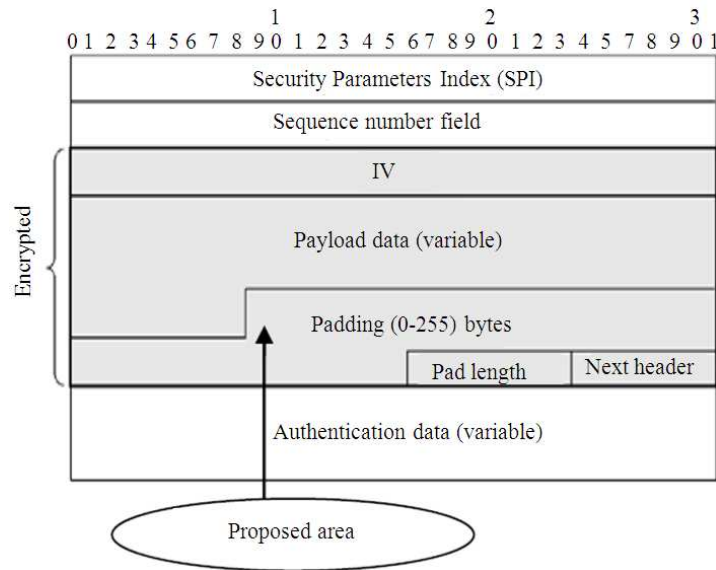 1 2 3
0 1 2 3 4 5 6 7 8 9 0 1 2 3 4 5 6 7 8 9 0 1 2 3 4 5 6 7 8 9 0 1
Security Parameters Index (SPI)
Sequence number field
Encrypted
IV
Payload data (variable)
Padding (0-255) bytes
Pad length Next header
Authentication data (variable)
Proposed area